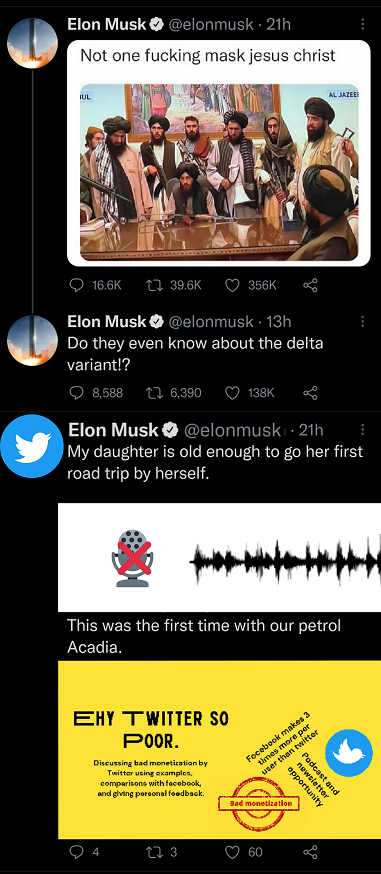 Elon Musk @elonmusk · 21h
Not one fucking mask jesus christ
UL
AL JAZEE
16.6K 39.6K 356K
Elon Musk @elonmusk · 13h
Do they even know about the delta
variant!?
8,588 6,390 138K
Elon Musk @elonmusk · 21h
My daughter is old enough to go her first
road trip by herself.
This was the first time with our petrol
Acadia.
EHY TWITTER SO
POOR.
Discussing bad monetization by
Twitter using examples,
comparisons with facebook,
and giving personal feedback.
Facebook makes 3
times more per
user than twitter
Podcast and
newsletter
opportunity
Bad monetization
4 3 60